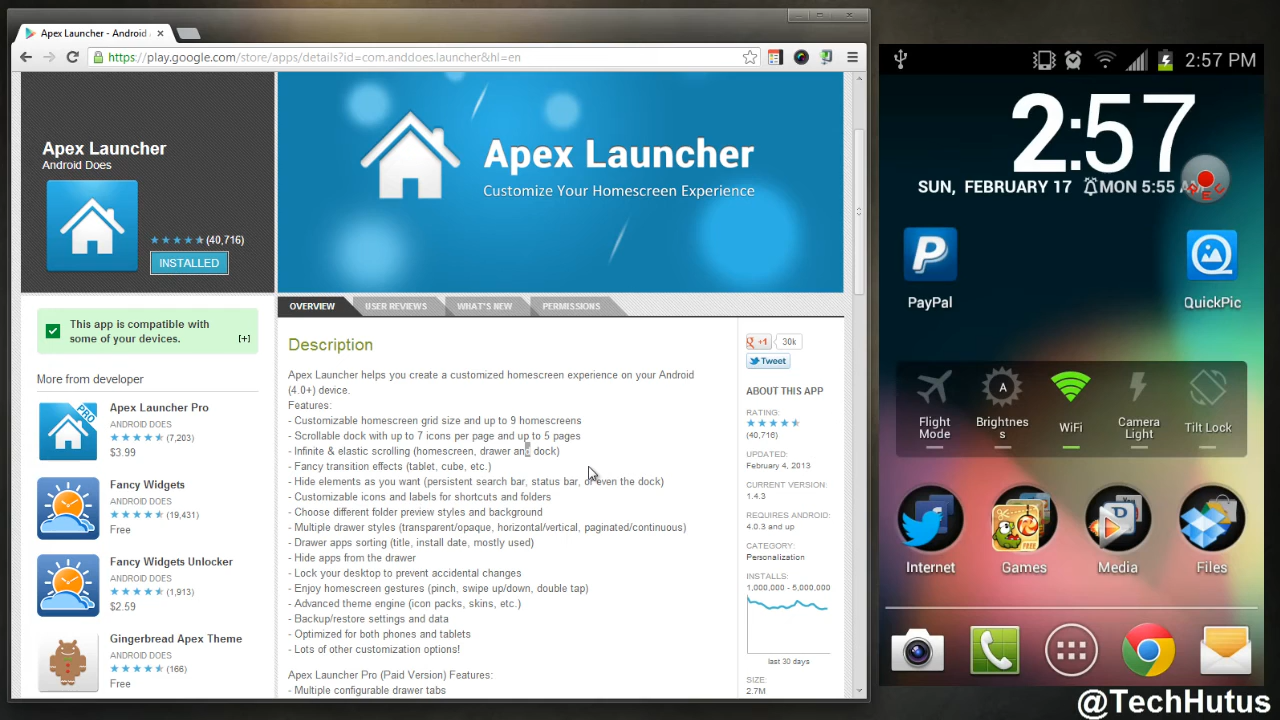 Apex Launcher - Android
https://play.google.com/store/apps/details?id=com.anddoes.launcher&hl=en
Apex Launcher
Android Does
(40,716)
INSTALLED
Apex Launcher
Customize Your Homescreen Experience
OVERVIEW
USER REVIEWS
WHAT'S NEW
PERMISSIONS
This app is compatible with
some of your devices.
[+]
More from developer
Apex Launcher Pro
ANDROID DOES
(7,203)
$3.99
PRO
Fancy Widgets
ANDROID DOES
(19,431)
Free
Fancy Widgets Unlocker
ANDROID DOES
(1,913)
$2.59
Gingerbread Apex Theme
ANDROID DOES
(166)
Free
Description
Apex Launcher helps you create a customized homescreen experience on your Android
(4.0+) device.
Features:
- Customizable homescreen grid size and up to 9 homescreens
- Scrollable dock with up to 7 icons per page and up to 5 pages
- Infinite & elastic scrolling (homescreen, drawer and dock)
- Fancy transition effects (tablet, cube, etc.)
- Hide elements as you want (persistent search bar, status bar, or even the dock)
- Customizable icons and labels for shortcuts and folders
- Choose different folder preview styles and background
- Multiple drawer styles (transparent/opaque, horizontal/vertical, paginated/continuous)
- Drawer apps sorting (title, install date, mostly used)
- Hide apps from the drawer
- Lock your desktop to prevent accidental changes
- Enjoy homescreen gestures (pinch, swipe up/down, double tap)
- Advanced theme engine (icon packs, skins, etc.)
- Backup/restore settings and data
- Optimized for both phones and tablets
- Lots of other customization options!
Apex Launcher Pro (Paid Version) Features:
- Multiple configurable drawer tabs
+1
30k
Tweet
ABOUT THIS APP
RATING:
(40,716)
UPDATED:
February 4, 2013
CURRENT VERSION:
1.4.3
REQUIRES ANDROID:
4.0.3 and up
CATEGORY:
Personalization
INSTALLS:
1,000,000 - 5,000,000
last 30 days
SIZE:
2.7M
2:57 PM
2:57
SUN, FEBRUARY 17
MON 5:55
REC
PayPal
QuickPic
A
Flight
Mode
Brightnes
s
WiFi
Camera
Light
Tilt Lock
FREE
Internet
Games
Media
Files
@TechHutus